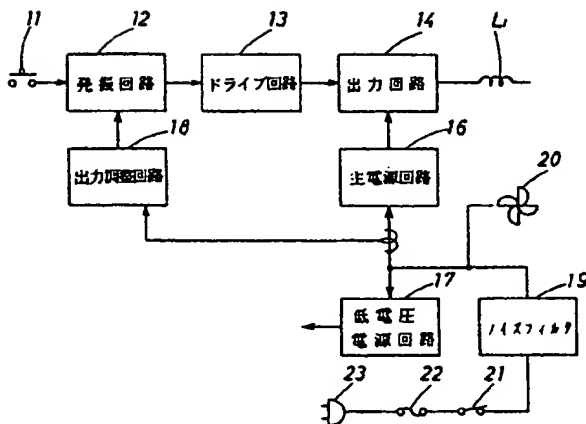 11
12
13
14
L₁
発振回路
ドライブ回路
出力回路
18
16
20
出力調整回路
主電源回路
17
19
低電圧
電源回路
ノイズフィルタ
23
22
21